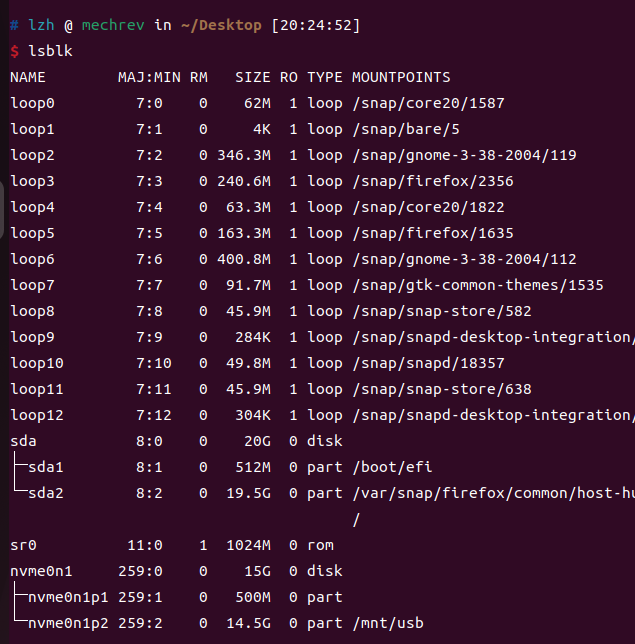 # lzh @ mechrev in ~/Desktop [20:24:52]
$ lsblk
NAME        MAJ:MIN RM   SIZE RO TYPE MOUNTPOINTS
loop0         7:0    0    62M  1 loop /snap/core20/1587
loop1         7:1    0     4K  1 loop /snap/bare/5
loop2         7:2    0 346.3M  1 loop /snap/gnome-3-38-2004/119
loop3         7:3    0 240.6M  1 loop /snap/firefox/2356
loop4         7:4    0  63.3M  1 loop /snap/core20/1822
loop5         7:5    0 163.3M  1 loop /snap/firefox/1635
loop6         7:6    0 400.8M  1 loop /snap/gnome-3-38-2004/112
loop7         7:7    0  91.7M  1 loop /snap/gtk-common-themes/1535
loop8         7:8    0  45.9M  1 loop /snap/snap-store/582
loop9         7:9    0   284K  1 loop /snap/snapd-desktop-integration/
loop10        7:10   0  49.8M  1 loop /snap/snapd/18357
loop11        7:11   0  45.9M  1 loop /snap/snap-store/638
loop12        7:12   0   304K  1 loop /snap/snapd-desktop-integration/
sda           8:0    0    20G  0 disk
├─sda1        8:1    0   512M  0 part /boot/efi
└─sda2        8:2    0  19.5G  0 part /var/snap/firefox/common/host-hu
                                      /
sr0          11:0    1  1024M  0 rom
nvme0n1     259:0    0    15G  0 disk
├─nvme0n1p1 259:1    0   500M  0 part
└─nvme0n1p2 259:2    0  14.5G  0 part /mnt/usb